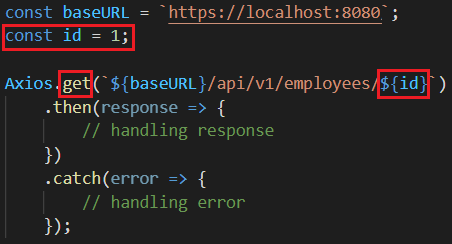 const baseURL = `https://localhost:8080`;
const id = 1;
Axios.get(`${baseURL}/api/v1/employees/${id}`)
.then(response => {
// handling response
})
.catch(error => {
// handling error
});